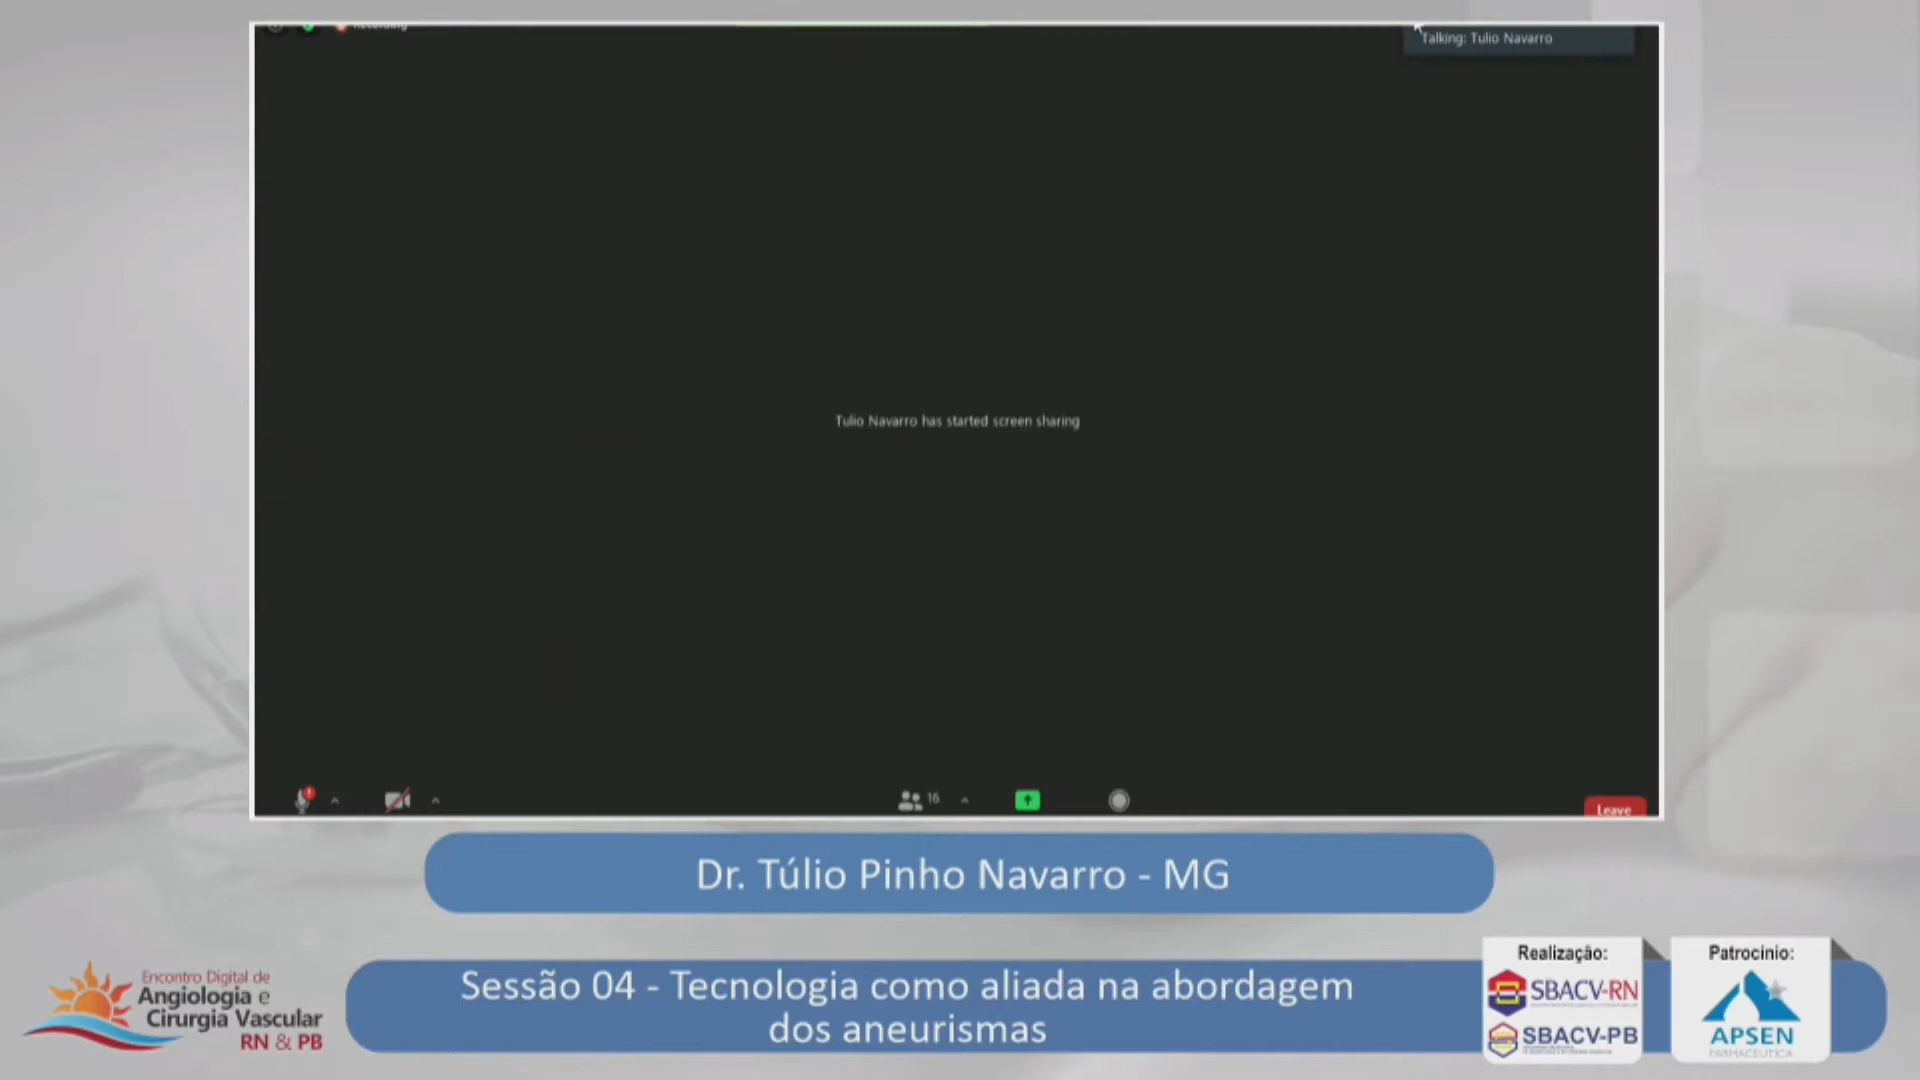 Recording
Talking: Tulio Navarro
Tulio Navarro has started screen sharing
16
Leave
Dr. Túlio Pinho Navarro - MG
Encontro Digital de
Angiologia e
Cirurgia Vascular
RN & PB
Sessão 04 - Tecnologia como aliada na abordagem
dos aneurismas
Realização:
SBACV-RN
SBACV-PB
Patrocínio:
APSEN
FARMACEUTICA